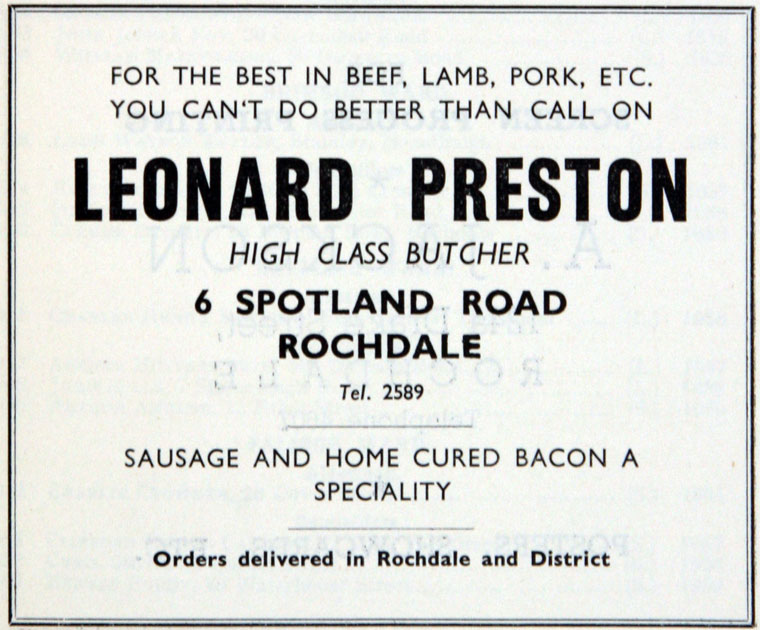 FOR THE BEST IN BEEF, LAMB, PORK, ETC.
YOU CAN'T DO BETTER THAN CALL ON
LEONARD PRESTON
HIGH CLASS BUTCHER
6 SPOTLAND ROAD
ROCHDALE
Tel. 2589
SAUSAGE AND HOME CURED BACON A
SPECIALITY
Orders delivered in Rochdale and District